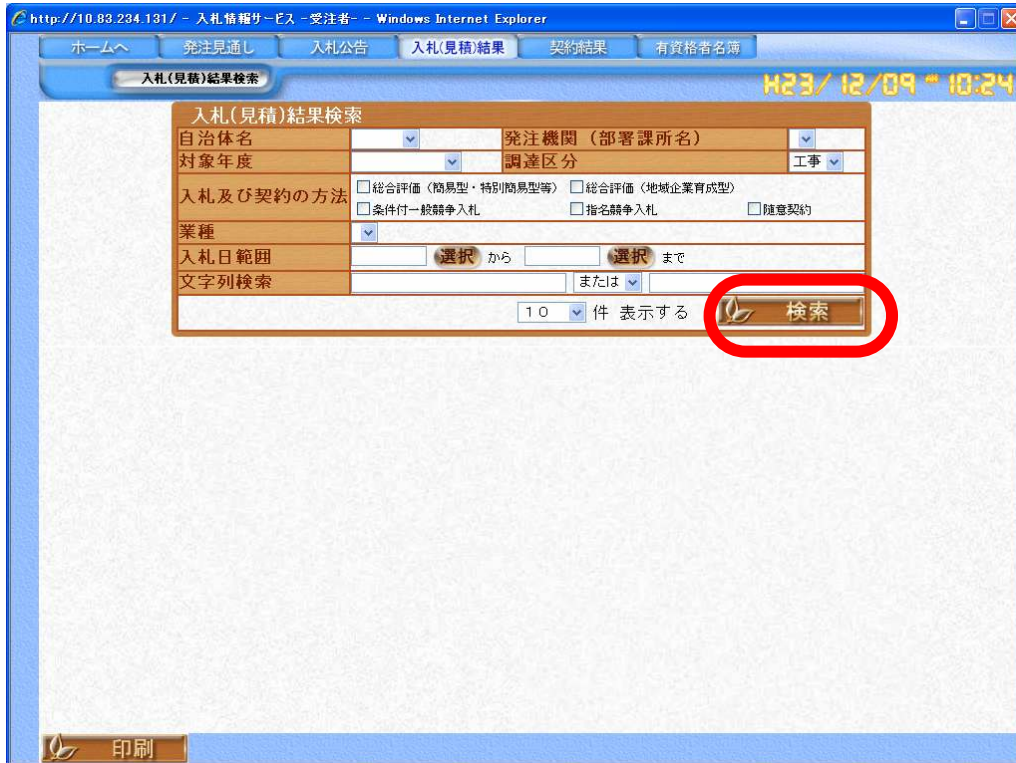 http://10.83.234.131/ - 入札情報サービス -受注者- - Windows Internet Explorer
ホームへ 発注見通し 入札公告 入札(見積)結果 契約結果 有資格者名簿
入札(見積)結果検索
H23/12/09 AM 10:24
入札(見積)結果検索
自治体名 発注機関（部署課所名）
対象年度 調達区分 工事
入札及び契約の方法 総合評価（簡易型・特別簡易型等） 総合評価（地域企業育成型）
条件付一般競争入札 指名競争入札 随意契約
業種
入札日範囲 選択 から 選択 まで
文字列検索 または
１０ 件 表示する 検索
印刷